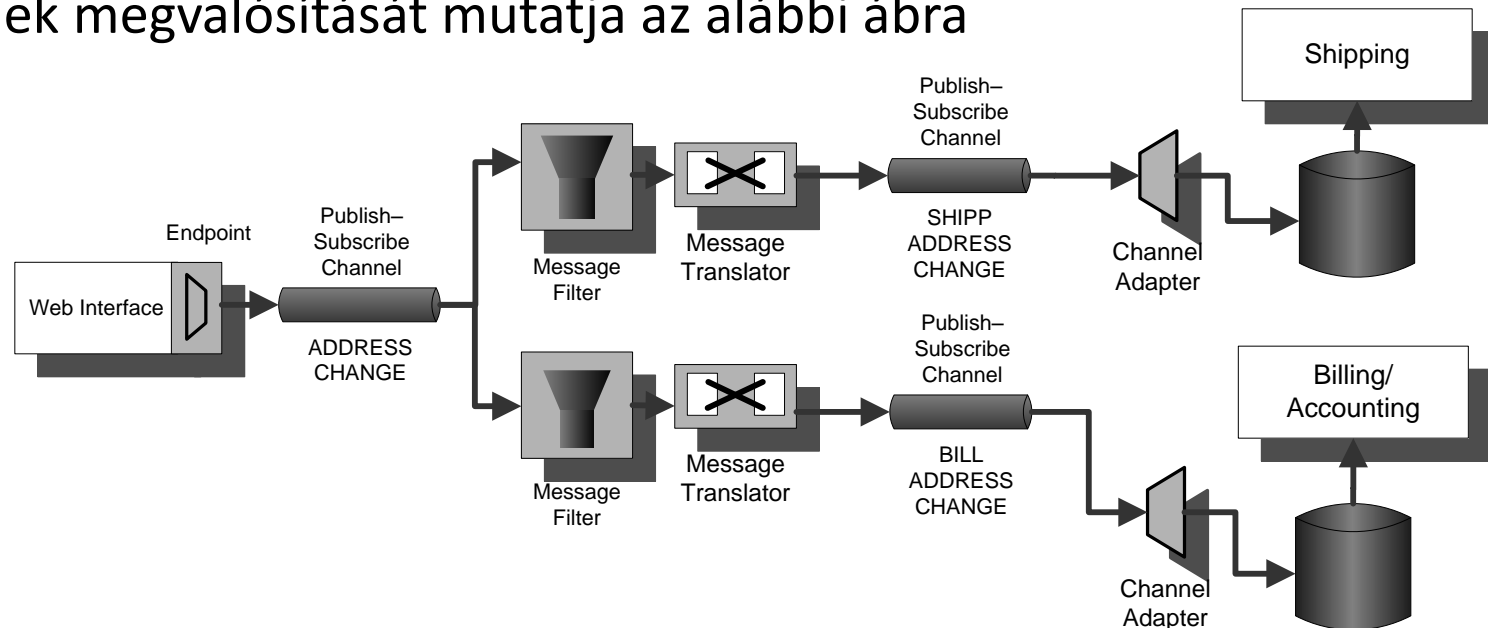 ek megvalósítását mutatja az alábbi ábra
Shipping
Publish–
Subscribe
Channel
SHIPP
ADDRESS
CHANGE
Endpoint
Web Interface
Publish–
Subscribe
Channel
ADDRESS
CHANGE
Message
Filter
Message
Translator
Channel
Adapter
Publish–
Subscribe
Channel
BILL
ADDRESS
CHANGE
Message
Filter
Message
Translator
Billing/
Accounting
Channel
Adapter